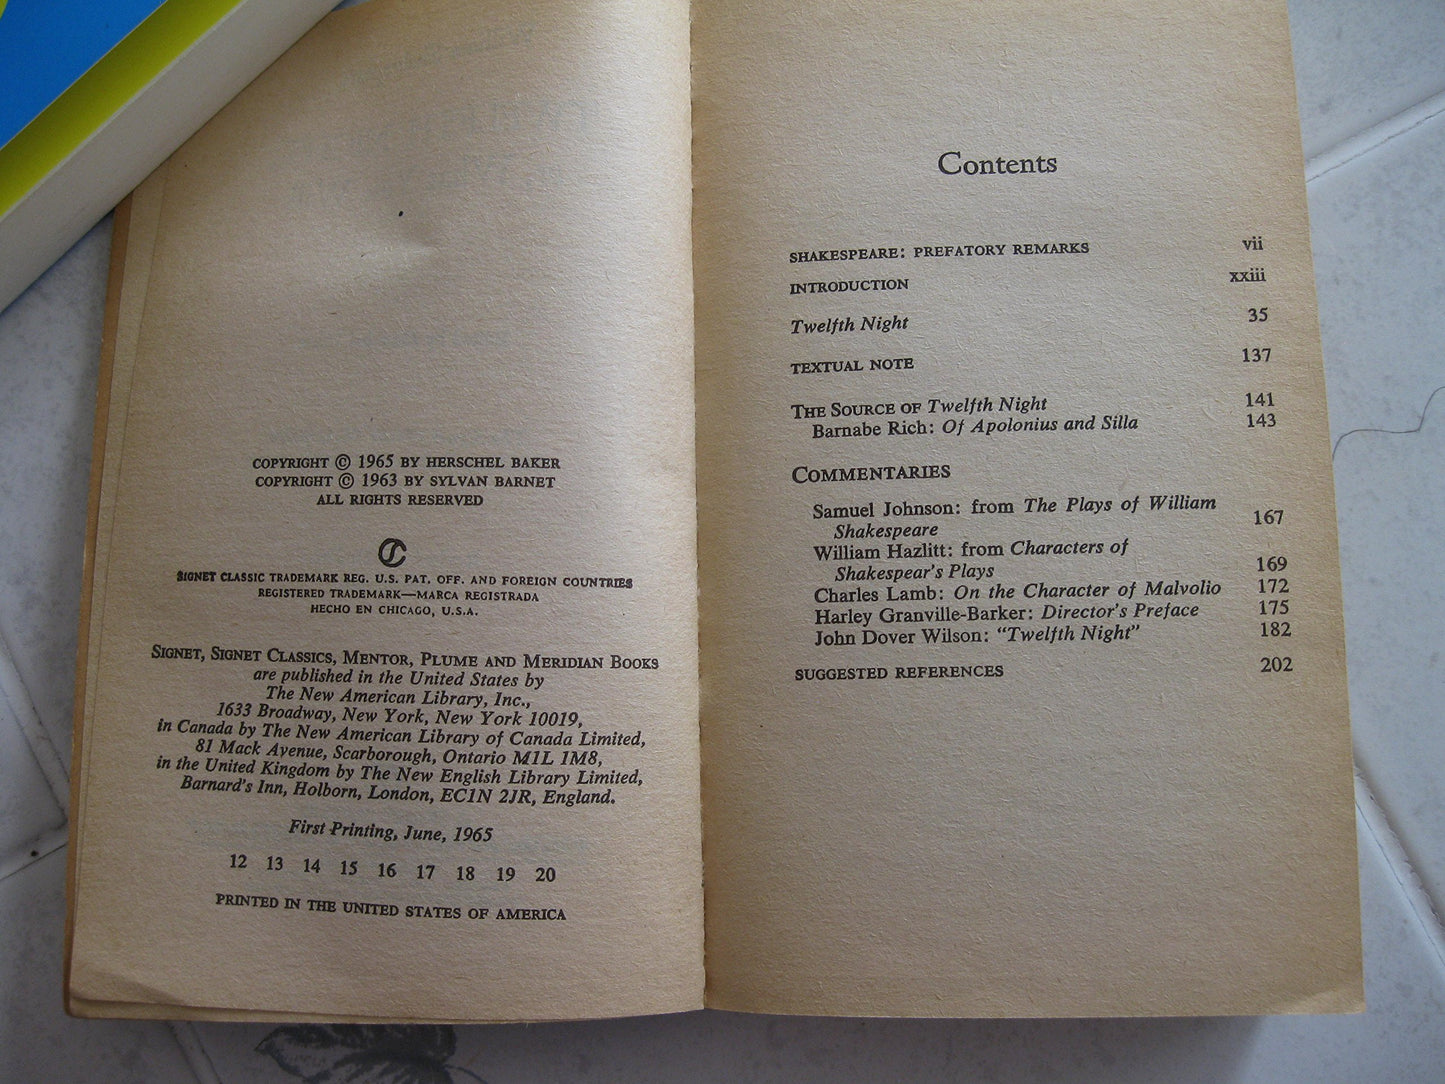 COPYRIGHT © 1965 BY HERSCHEL BAKER
COPYRIGHT © 1963 BY SYLVAN BARNET
ALL RIGHTS RESERVED
SIGNET CLASSIC TRADEMARK REG. U.S. PAT. OFF. AND FOREIGN COUNTRIES
REGISTERED TRADEMARK—MARCA REGISTRADA
HECHO EN CHICAGO, U.S.A.
SIGNET, SIGNET CLASSICS, MENTOR, PLUME AND MERIDIAN BOOKS
are published in the United States by
The New American Library, Inc.,
1633 Broadway, New York, New York 10019,
in Canada by The New American Library of Canada Limited,
81 Mack Avenue, Scarborough, Ontario M1L 1M8,
in the United Kingdom by The New English Library Limited,
Barnard's Inn, Holborn, London, EC1N 2JR, England.
First Printing, June, 1965
12 13 14 15 16 17 18 19 20
PRINTED IN THE UNITED STATES OF AMERICA
Contents
SHAKESPEARE: PREFATORY REMARKS vii
INTRODUCTION xxiii
Twelfth Night 35
TEXTUAL NOTE 137
THE SOURCE OF Twelfth Night 141
Barnabe Rich: Of Apolonius and Silla 143
COMMENTARIES
Samuel Johnson: from The Plays of William
Shakespeare 167
William Hazlitt: from Characters of
Shakespear's Plays 169
Charles Lamb: On the Character of Malvolio 172
Harley Granville-Barker: Director's Preface 175
John Dover Wilson: "Twelfth Night" 182
SUGGESTED REFERENCES 202